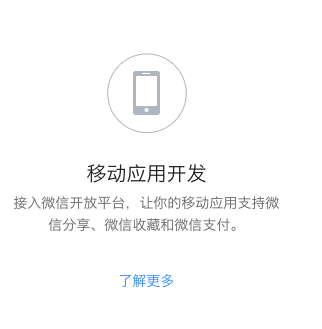 移动应用开发
接入微信开放平台，让你的移动应用支持微
信分享、微信收藏和微信支付。
了解更多